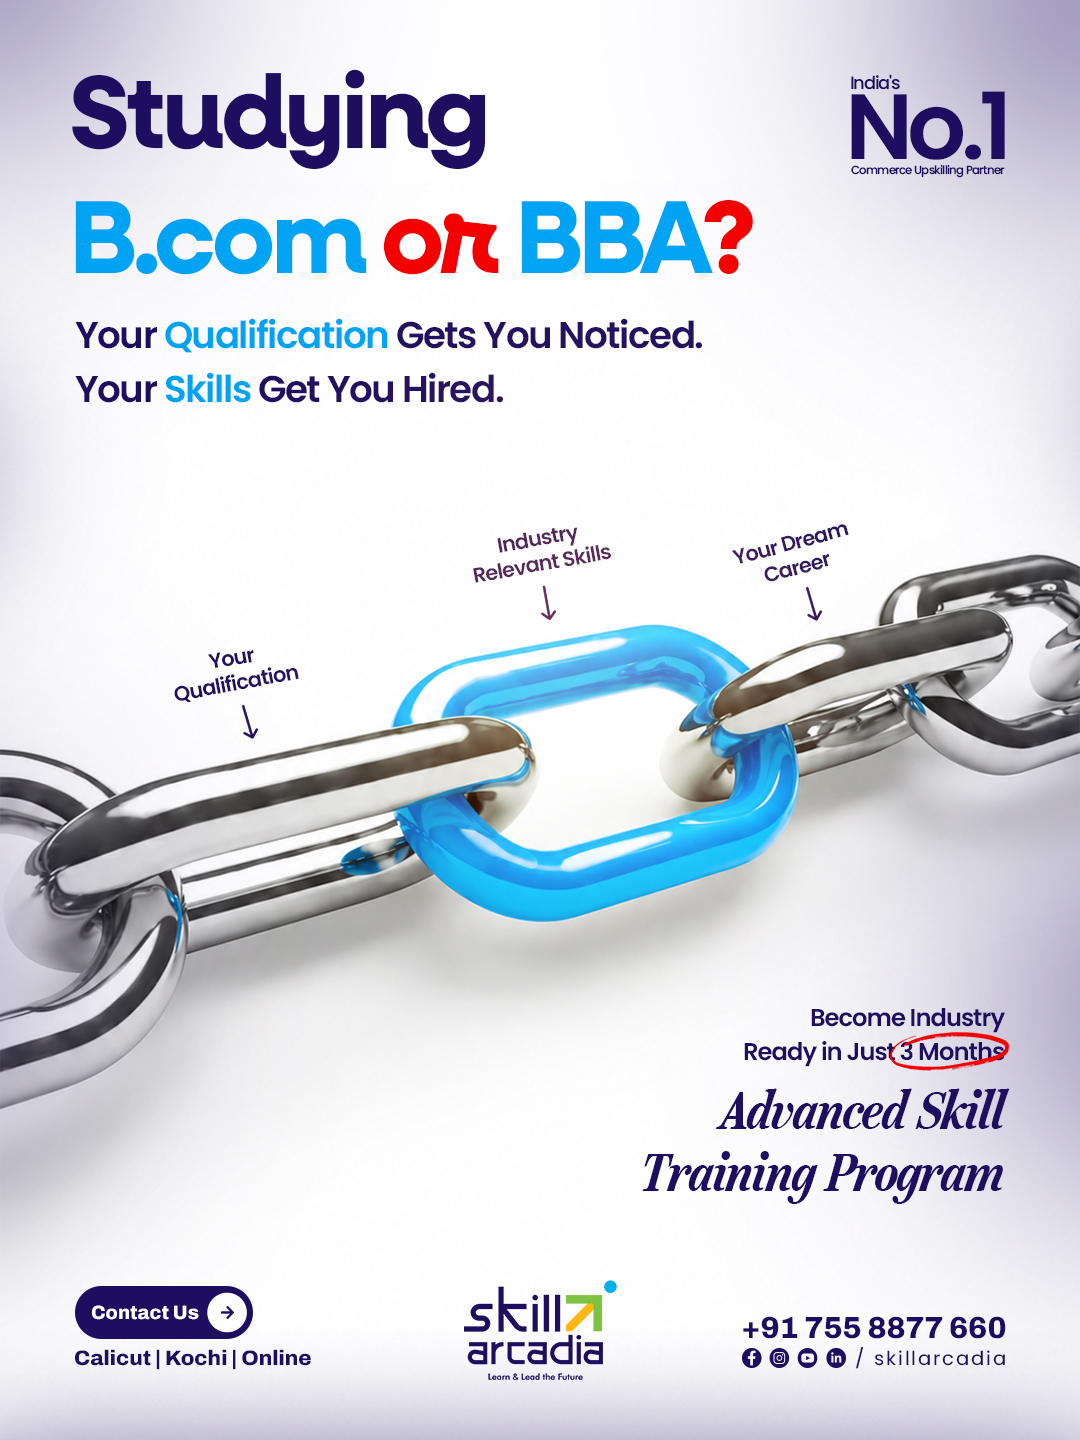 Studying
India's
No.1
Commerce Upskilling Partner
B.com or BBA?
Your Qualification Gets You Noticed.
Your Skills Get You Hired.
Industry
Relevant Skills
Your Dream
Career
Your
Qualification
Become Industry
Ready in Just 3 Months
Advanced Skill
Training Program
Contact Us
Calicut | Kochi | Online
skill
arcadia
Learn & Lead the Future
+91 755 8877 660
/ skillarcadia